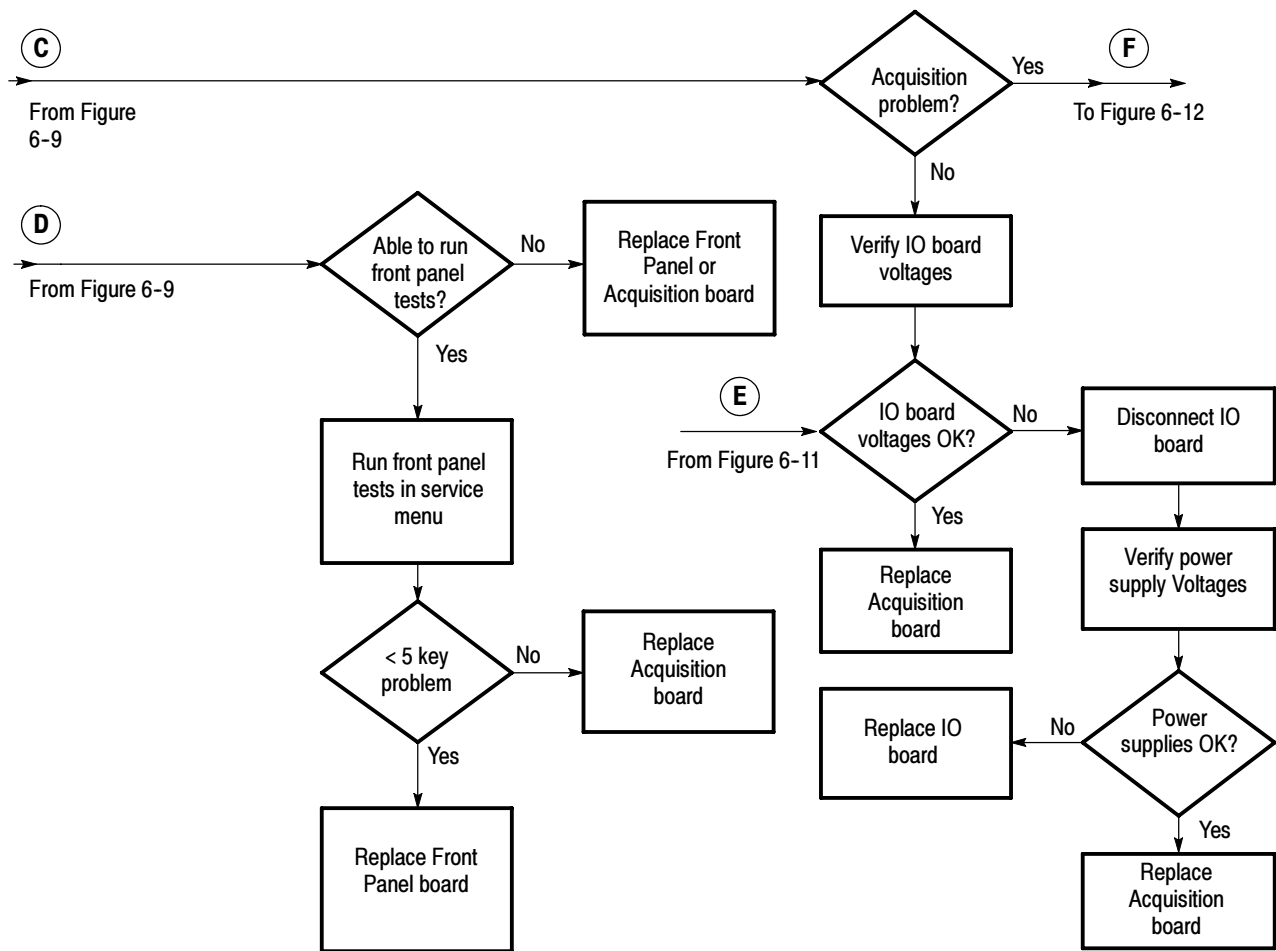 C
From Figure
6-9
Acquisition
problem?
Yes
F
To Figure 6-12
No
D
From Figure 6-9
Able to run
front panel
tests?
No
Replace Front
Panel or
Acquisition board
Verify IO board
voltages
Yes
E
From Figure 6-11
IO board
voltages OK?
No
Disconnect IO
board
Run front panel
tests in service
menu
Yes
Replace
Acquisition
board
Verify power
supply Voltages
< 5 key
problem
No
Replace
Acquisition
board
Replace IO
board
No
Power
supplies OK?
Yes
Replace Front
Panel board
Yes
Replace
Acquisition
board